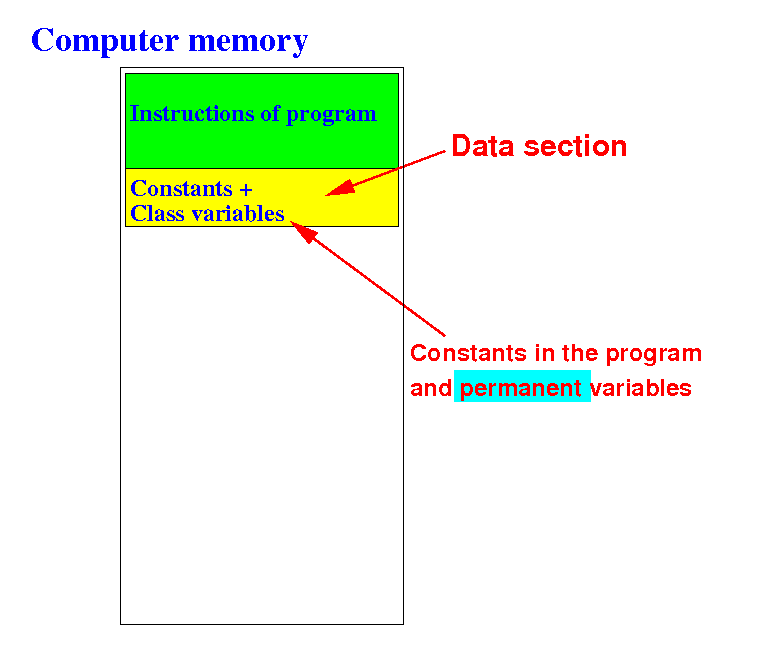 Computer memory
Instructions of program
Data section
Constants +
Class variables
Constants in the program
and permanent variables